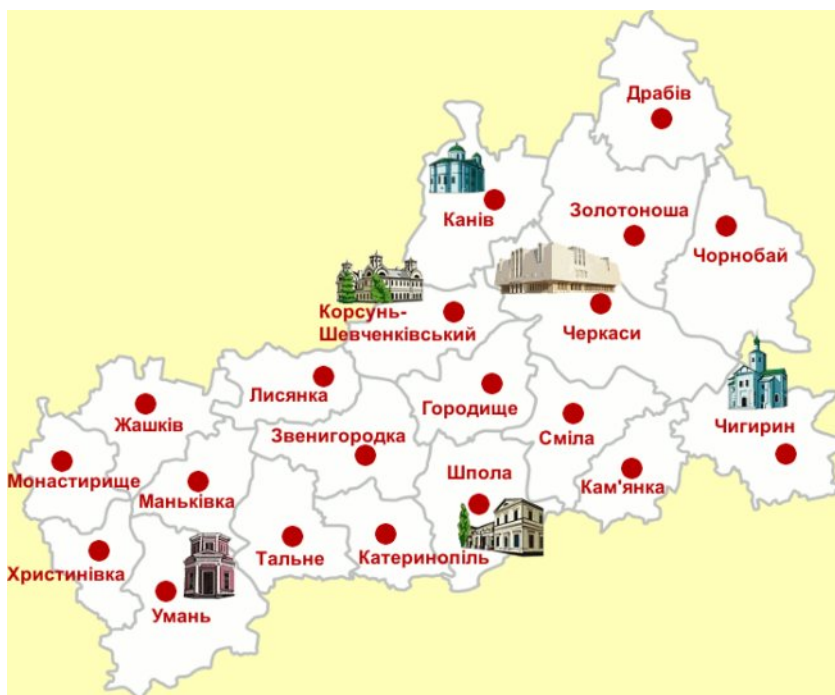 Драбів
Канів
Золотоноша
Чорнобай
Корсунь-
Шевченківський
Черкаси
Лисянка
Городище
Жашків
Звенигородка
Сміла
Чигирин
Монастирище
Маньківка
Шпола
Кам'янка
Тальне
Катеринопіль
Христинівка
Умань